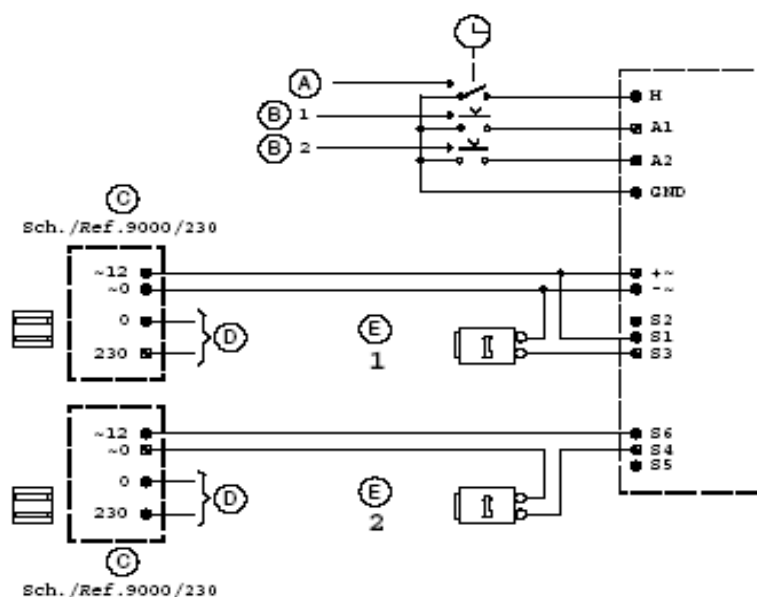 A
H
B 1
A1
B 2
A2
GND
C
Sch./Ref.9000/230
~12
+~
~0
-~
0
D
E
1
S2
S1
230
S3
~12
S6
~0
S4
S5
0
D
E
2
230
C
Sch./Ref.9000/230